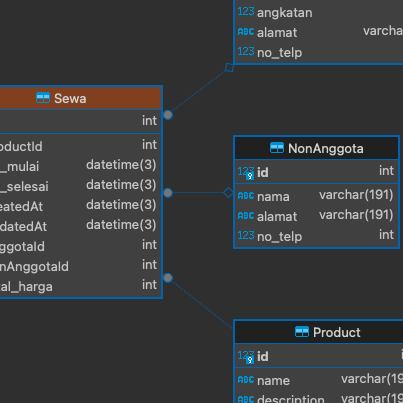 123 angkatan
ABC alamat varcha
123 no_telp
Sewa
int
oductId int
_mulai datetime(3)
_selesai datetime(3)
eatedAt datetime(3)
datedAt datetime(3)
ggotaId int
nAnggotaId int
al_harga int
NonAnggota
123 id int
ABC nama varchar(191)
ABC alamat varchar(191)
123 no_telp int
Product
123 id
ABC name varchar(19
ABC description varchar(19